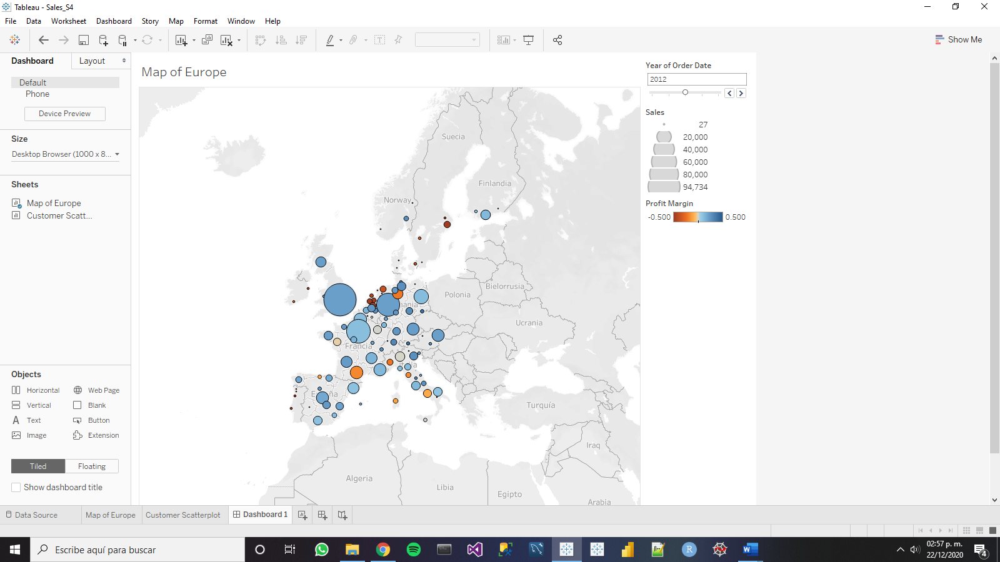 Tableau - Sales_S4
File Data Worksheet Dashboard Story Map Format Window Help
Show Me
Dashboard
Layout
Default
Phone
Device Preview
Size
Desktop Browser (1000 x 8...
Sheets
Map of Europe
Customer Scatt...
Objects
Horizontal
Web Page
Vertical
Blank
Text
Button
Image
Extension
Tiled
Floating
Show dashboard title
Map of Europe
Suecia
Finlandia
Norway
Polonia
Bielorrusia
Ucrania
Francia
Turquía
Iraq
Algeria
Libia
Egipto
Arabia
Year of Order Date
2012
Sales
27
20,000
40,000
60,000
80,000
94,734
Profit Margin
-0.500
0.500
Data Source
Map of Europe
Customer Scatterplot
Dashboard 1
Escribe aquí para buscar
02:57 p. m.
22/12/2020
4